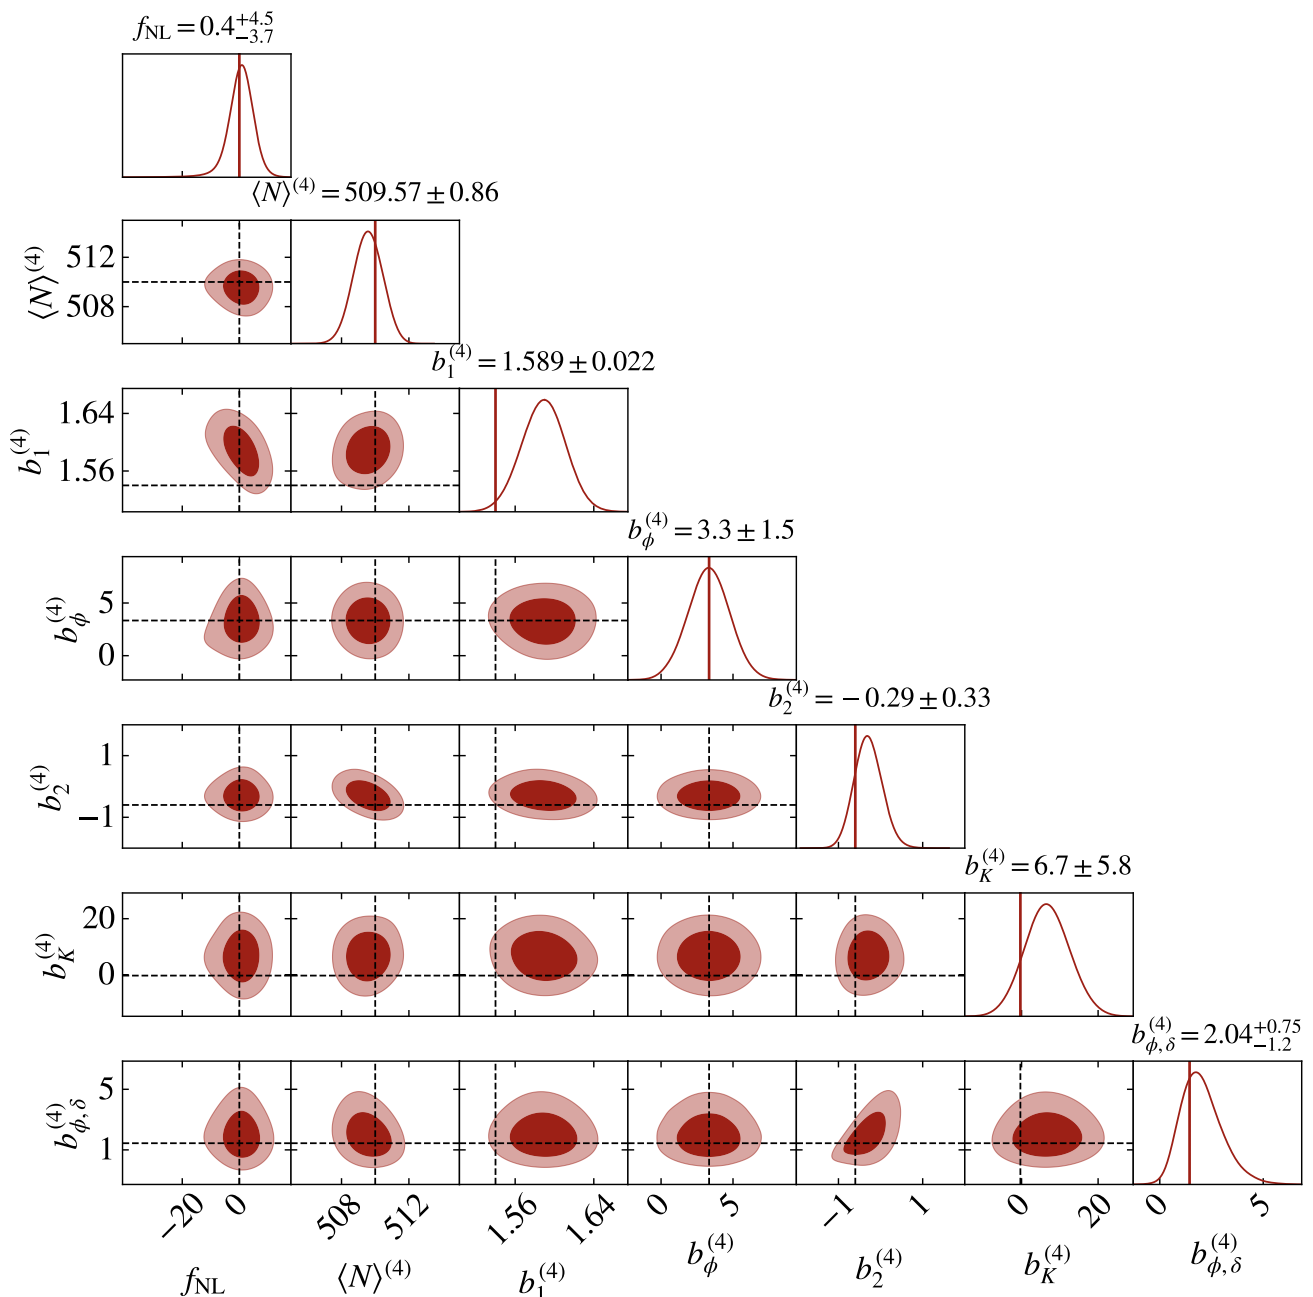 f_NL = 0.4^{+4.5}_{−3.7}
⟨N⟩^(4) = 509.57 ± 0.86
512
508
⟨N⟩^(4)
b_1^(4) = 1.589 ± 0.022
1.64
1.56
b_1^(4)
b_ϕ^(4) = 3.3 ± 1.5
5
0
b_ϕ^(4)
b_2^(4) = −0.29 ± 0.33
1
−1
b_2^(4)
b_K^(4) = 6.7 ± 5.8
20
0
b_K^(4)
b_{ϕ,δ}^(4) = 2.04^{+0.75}_{−1.2}
5
1
b_{ϕ,δ}^(4)
−20 0 508 512 1.56 1.64 0 5 −1 1 0 20 0 5
f_NL ⟨N⟩^(4) b_1^(4) b_ϕ^(4) b_2^(4) b_K^(4) b_{ϕ,δ}^(4)